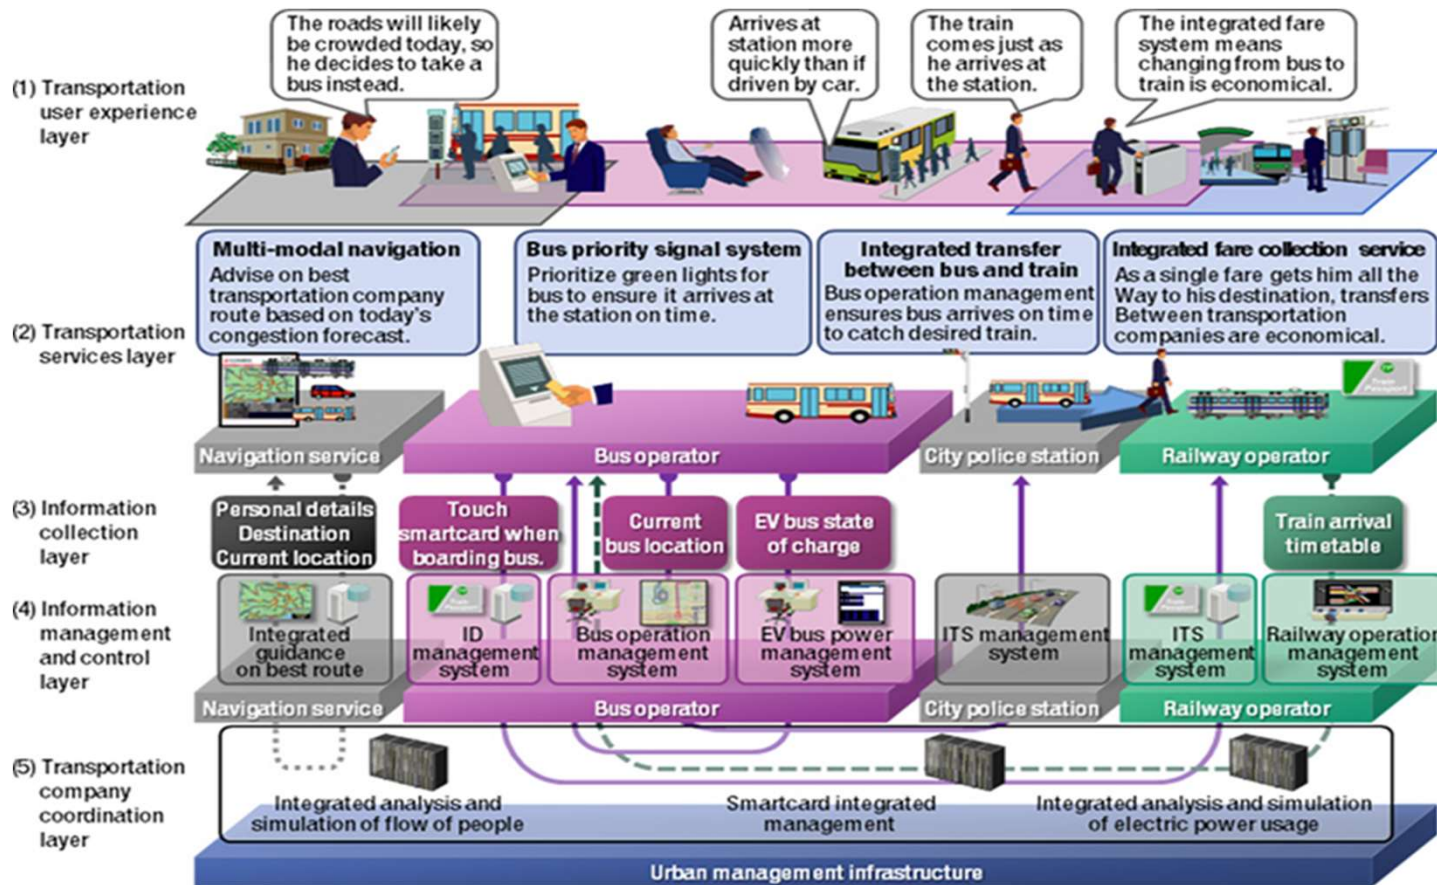 The roads will likely
be crowded today, so
he decides to take a
bus instead.
Arrives at
station more
quickly than if
driven by car.
The train
comes just as
he arrives at
the station.
The integrated fare
system means
changing from bus to
train is economical.
(1) Transportation
user experience
layer
Multi-modal navigation
Advise on best
transportation company
route based on today's
congestion forecast.
Bus priority signal system
Prioritize green lights for
bus to ensure it arrives at
the station on time.
Integrated transfer
between bus and train
Bus operation management
ensures bus arrives on time
to catch desired train.
Integrated fare collection service
As a single fare gets him all the
Way to his destination, transfers
Between transportation
companies are economical.
(2) Transportation
services layer
Train
Passport
Navigation service
Bus operator
City police station
Railway operator
(3) Information
collection
layer
Personal details
Destination
Current location
Touch
smartcard when
boarding bus.
Current
bus location
EV bus state
of charge
Train arrival
timetable
(4) Information
management
and control
layer
Integrated
guidance
on best route
ID
management
system
Bus operation
management
system
EV bus power
management
system
ITS management
system
ITS
management
system
Railway operation
management
system
Navigation service
Bus operator
City police station
Railway operator
(5) Transportation
company
coordination
layer
Integrated analysis and
simulation of flow of people
Smartcard integrated
management
Integrated analysis and simulation
of electric power usage
Urban management infrastructure